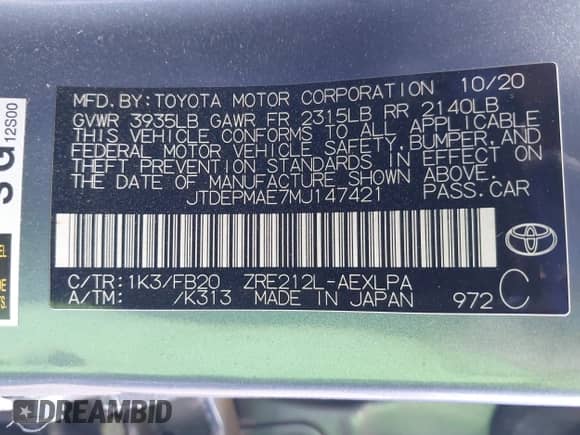 MFD.BY:TOYOTA MOTOR CORPORATION 10/20
GVWR 3935LB GAWR FR 2315LB RR 2140LB
THIS VEHICLE CONFORMS TO ALL APPLICABLE
FEDERAL MOTOR VEHICLE SAFETY,BUMPER,AND
THEFT PREVENTION STANDARDS IN EFFECT ON
THE DATE OF MANUFACTURE SHOWN ABOVE.
JTDEPMAE7MJ147421 PASS.CAR
C/TR:1K3/FB20 ZRE212L-AEXLPA
A/TM: /K313 MADE IN JAPAN 972 C
12S00
DREAMBID